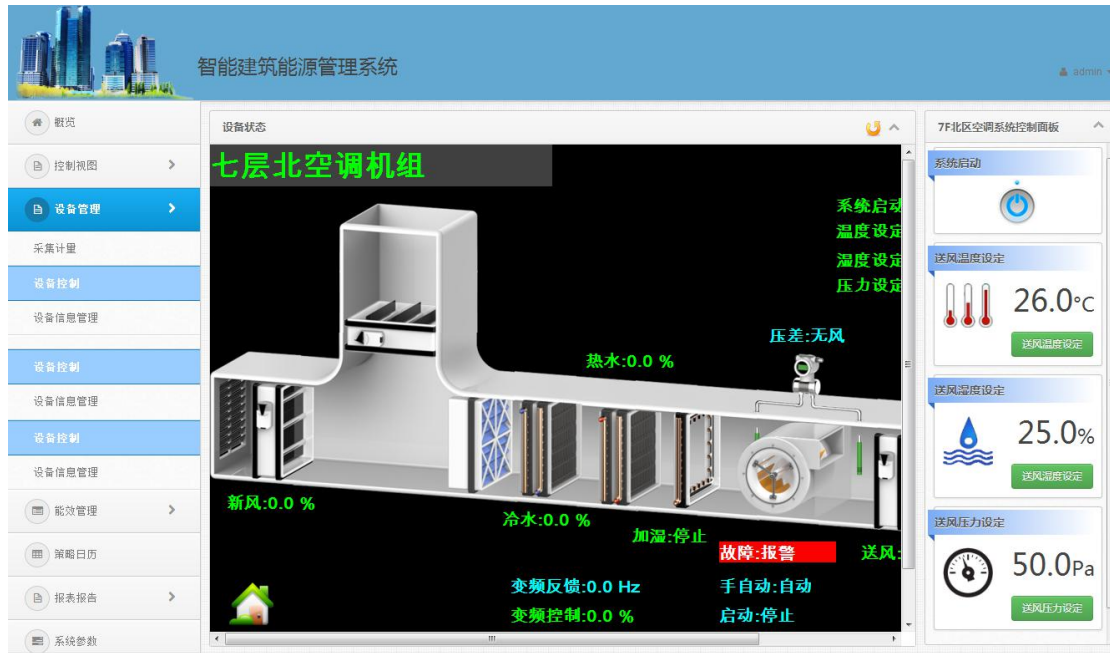 智能建筑能源管理系统
admin
概览
控制视图
设备管理
采集计量
设备控制
设备信息管理
设备控制
设备信息管理
设备控制
设备信息管理
能效管理
策略日历
报表报告
系统参数
设备状态
七层北空调机组
系统启动
温度设定
湿度设定
压力设定
压差:无风
热水:0.0 %
新风:0.0 %
冷水:0.0 %
加湿:停止
故障:报警
送风:
变频反馈:0.0 Hz
手自动:自动
变频控制:0.0 %
启动:停止
7F北区空调系统控制面板
系统启动
送风温度设定
26.0°C
送风温度设定
送风湿度设定
25.0%
送风湿度设定
送风压力设定
50.0Pa
送风压力设定